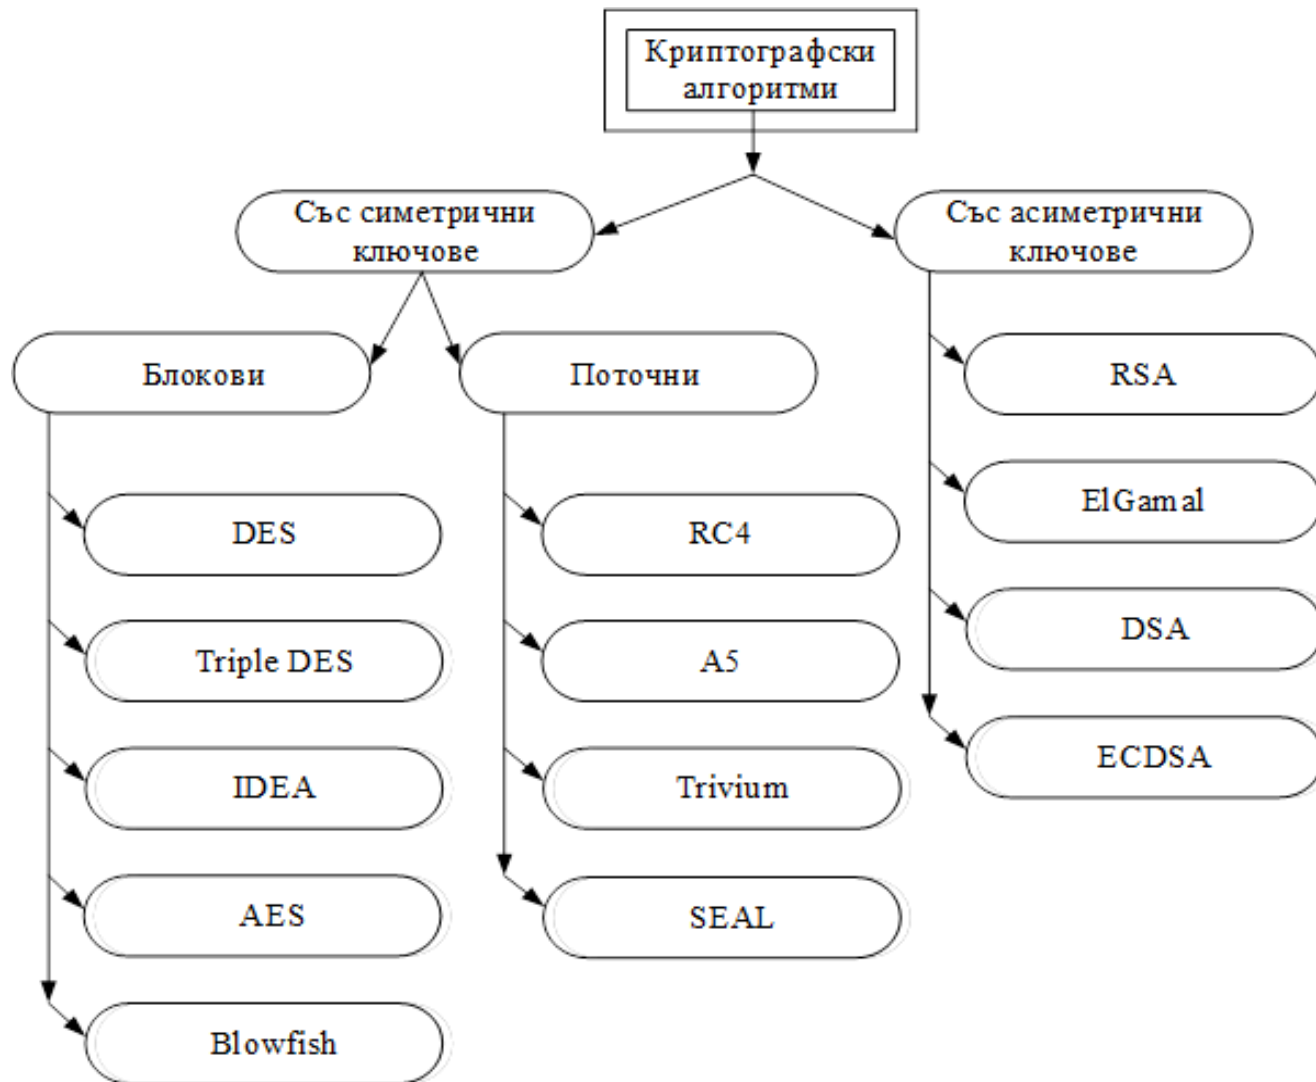 Криптографски
алгоритми
Със симетрични
ключове
Със асиметрични
ключове
Блокови
Поточни
RSA
ElGamal
DSA
ECDSA
DES
Triple DES
IDEA
AES
Blowfish
RC4
A5
Trivium
SEAL